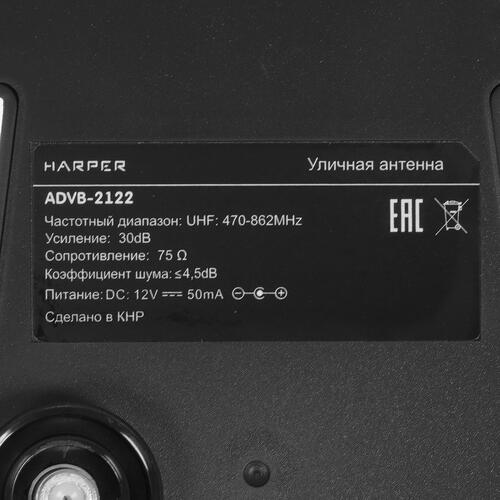 HARPER Уличная антенна
ADVB-2122
Частотный диапазон: UHF: 470-862MHz
Усиление: 30dB
Сопротивление: 75 Ω
Коэффициент шума: ≤4,5dB
Питание: DC: 12V ⎓ 50mA
Сделано в КНР
EAC